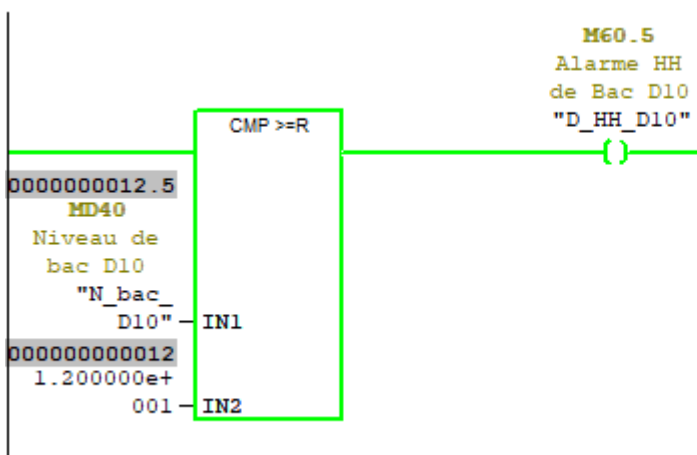 M60.5
Alarme HH
de Bac D10
"D_HH_D10"
CMP >=R
0000000012.5
MD40
Niveau de
bac D10
"N_bac_
D10"
IN1
000000000012
1.200000e+
001
IN2